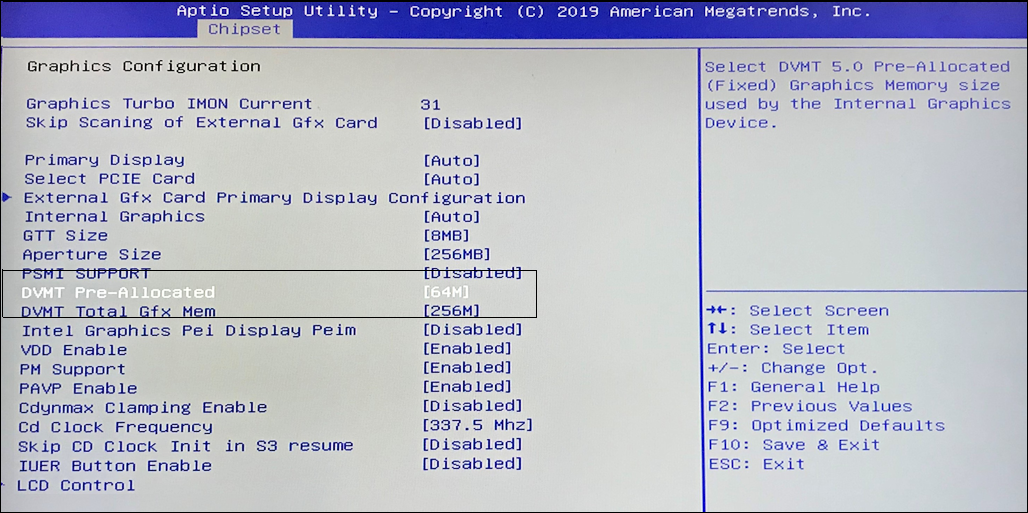 Aptio Setup Utility – Copyright (C) 2019 American Megatrends, Inc.
Chipset
Graphics Configuration
Graphics Turbo IMON Current 31
Skip Scaning of External Gfx Card [Disabled]
Primary Display [Auto]
Select PCIE Card [Auto]
External Gfx Card Primary Display Configuration
Internal Graphics [Auto]
GTT Size [8MB]
Aperture Size [256MB]
PSMI SUPPORT [Disabled]
DVMT Pre-Allocated [64M]
DVMT Total Gfx Mem [256M]
Intel Graphics Pei Display Peim [Disabled]
VDD Enable [Enabled]
PM Support [Enabled]
PAVP Enable [Enabled]
Cdynmax Clamping Enable [Disabled]
Cd Clock Frequency [337.5 Mhz]
Skip CD Clock Init in S3 resume [Disabled]
IUER Button Enable [Disabled]
LCD Control
Select DVMT 5.0 Pre-Allocated
(Fixed) Graphics Memory size
used by the Internal Graphics
Device.
→←: Select Screen
↑↓: Select Item
Enter: Select
+/-: Change Opt.
F1: General Help
F2: Previous Values
F9: Optimized Defaults
F10: Save & Exit
ESC: Exit